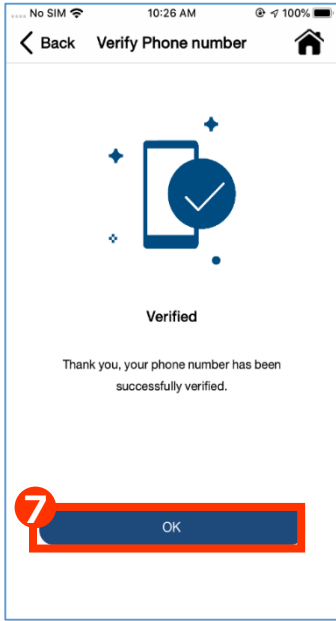 No SIM 10:26 AM 100%
Back Verify Phone number
Verified
Thank you, your phone number has been
successfully verified.
7
OK